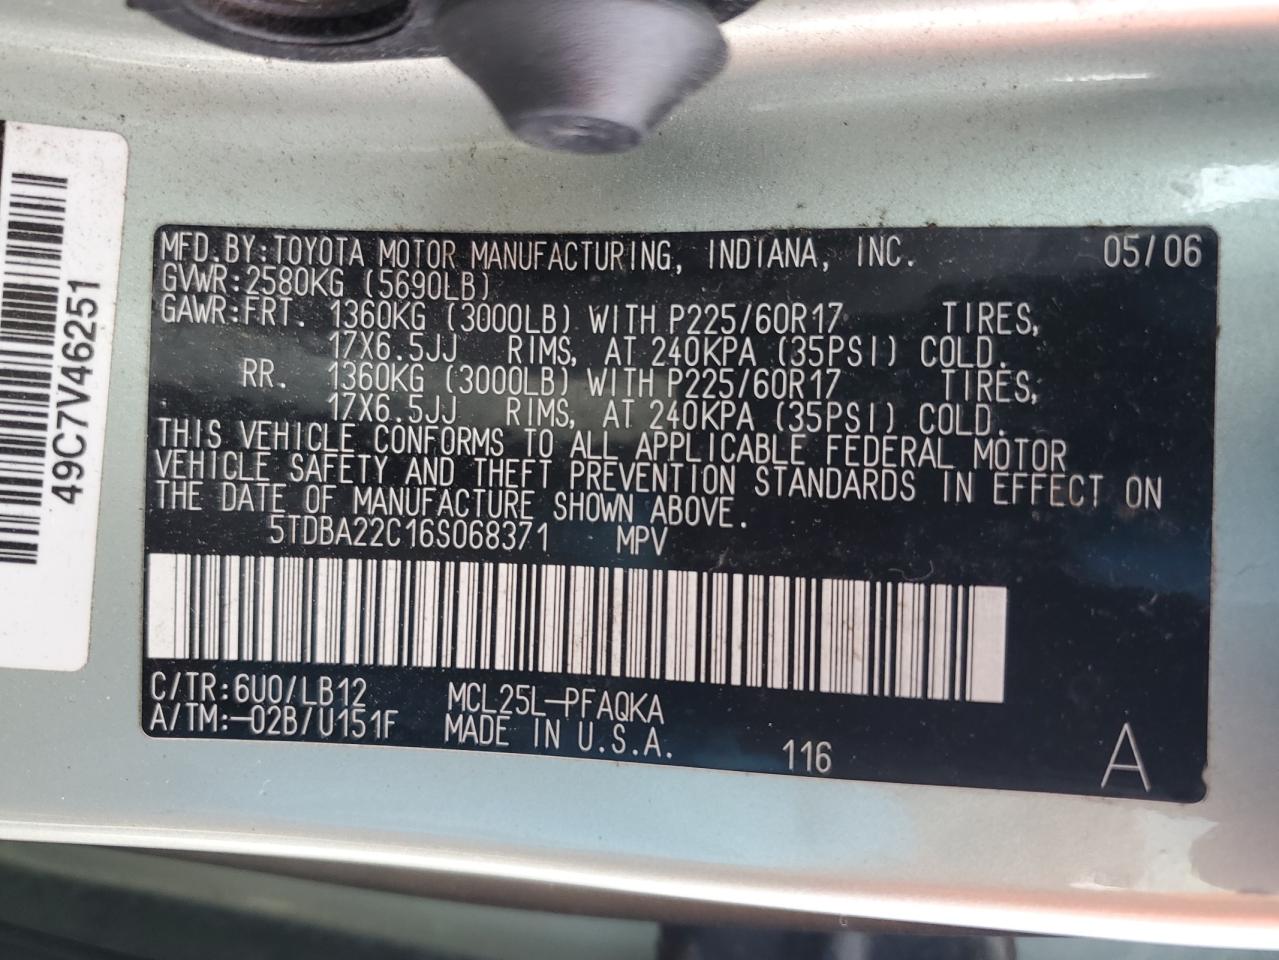 49C7V46251
MFD.BY:TOYOTA MOTOR MANUFACTURING, INDIANA, INC. 05/06
GVWR:2580KG (5690LB)
GAWR:FRT. 1360KG (3000LB) WITH P225/60R17 TIRES,
17X6.5JJ RIMS, AT 240KPA (35PSI) COLD.
RR. 1360KG (3000LB) WITH P225/60R17 TIRES,
17X6.5JJ RIMS, AT 240KPA (35PSI) COLD.
THIS VEHICLE CONFORMS TO ALL APPLICABLE FEDERAL MOTOR
VEHICLE SAFETY AND THEFT PREVENTION STANDARDS IN EFFECT ON
THE DATE OF MANUFACTURE SHOWN ABOVE.
5TDBA22C16S068371 MPV
C/TR:6U0/LB12 MCL25L-PFAQKA
A/TM:-02B/U151F MADE IN U.S.A. 116 A